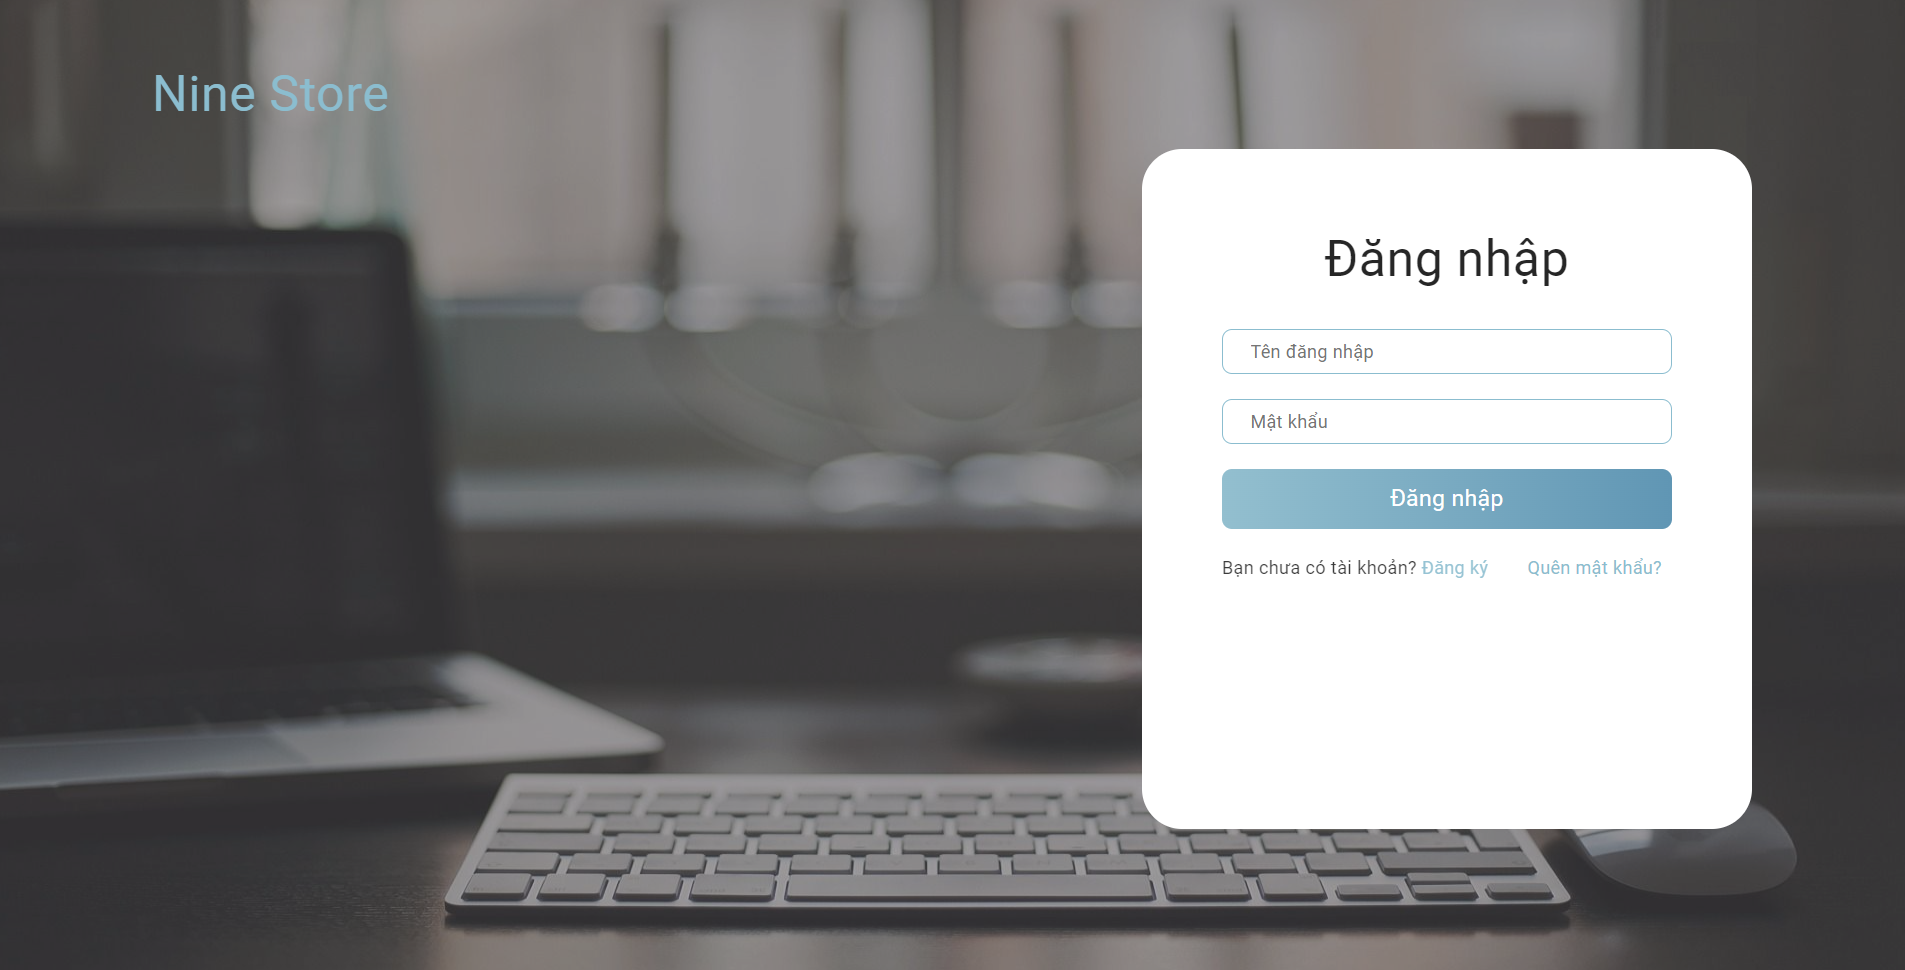 Nine Store
Đăng nhập
Tên đăng nhập
Mật khẩu
Đăng nhập
Bạn chưa có tài khoản? Đăng ký Quên mật khẩu?